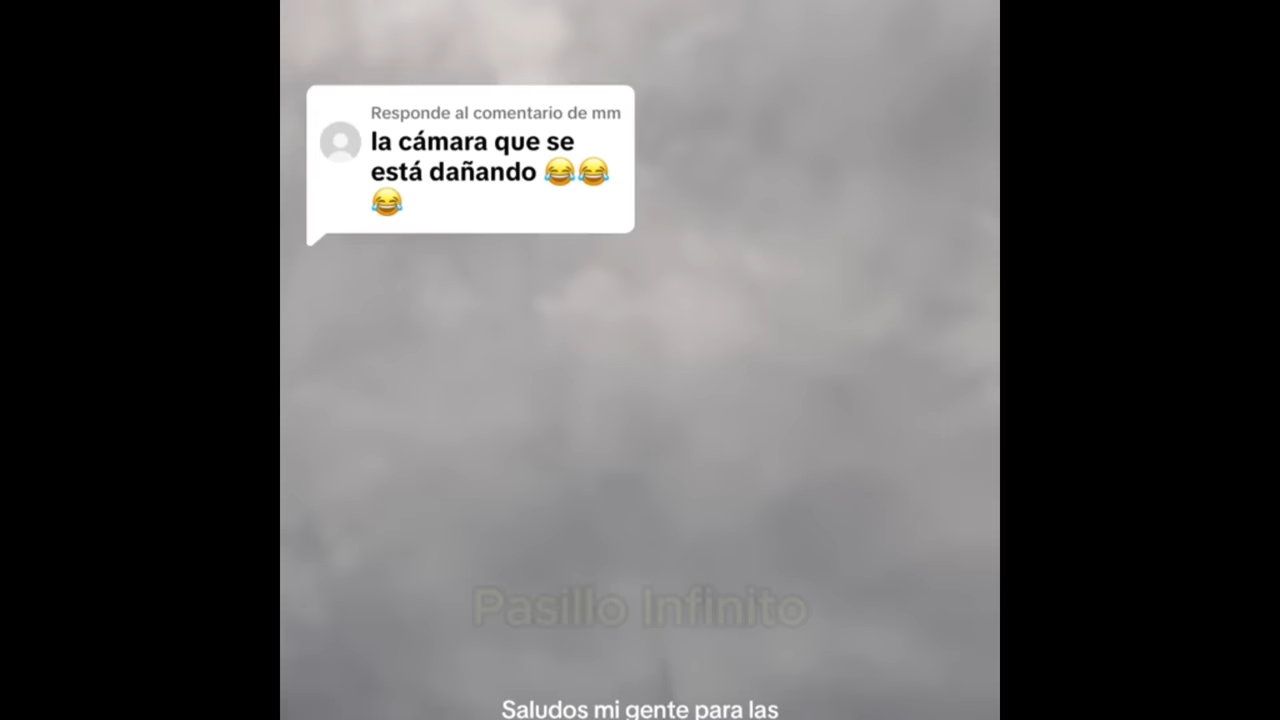 Responde al comentario de mm
la cámara que se
está dañando 😂😂
😂
Pasillo Infinito
Saludos mi gente para las